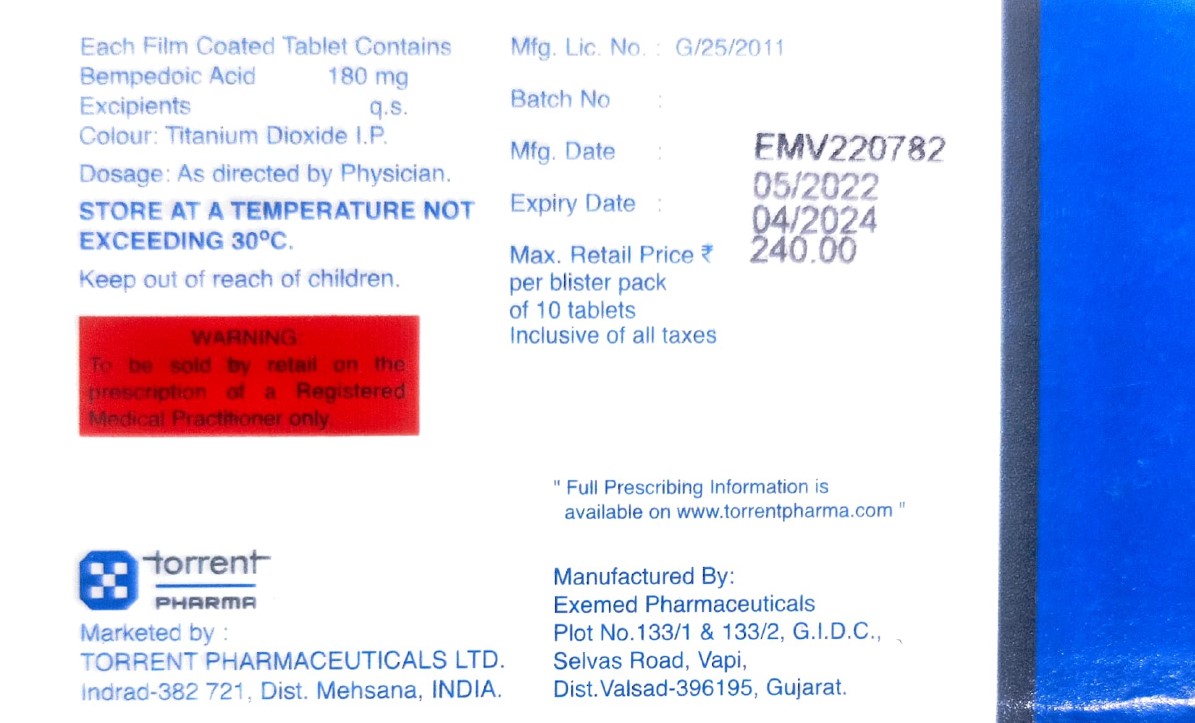 Each Film Coated Tablet Contains
Bempedoic Acid 180 mg
Excipients q.s.
Colour: Titanium Dioxide I.P.
Dosage: As directed by Physician.
STORE AT A TEMPERATURE NOT
EXCEEDING 30ºC.
Keep out of reach of children.
WARNING
To be sold by retail on the
prescription of a Registered
Medical Practitioner only
Mfg. Lic. No. : G/25/2011
Batch No :
Mfg. Date :
Expiry Date :
Max. Retail Price ₹
per blister pack
of 10 tablets
Inclusive of all taxes
EMV220782
05/2022
04/2024
240.00
" Full Prescribing Information is
available on www.torrentpharma.com "
torrent
PHARMA
Marketed by :
TORRENT PHARMACEUTICALS LTD.
Indrad-382 721, Dist. Mehsana, INDIA.
Manufactured By:
Exemed Pharmaceuticals
Plot No.133/1 & 133/2, G.I.D.C.,
Selvas Road, Vapi,
Dist.Valsad-396195, Gujarat.